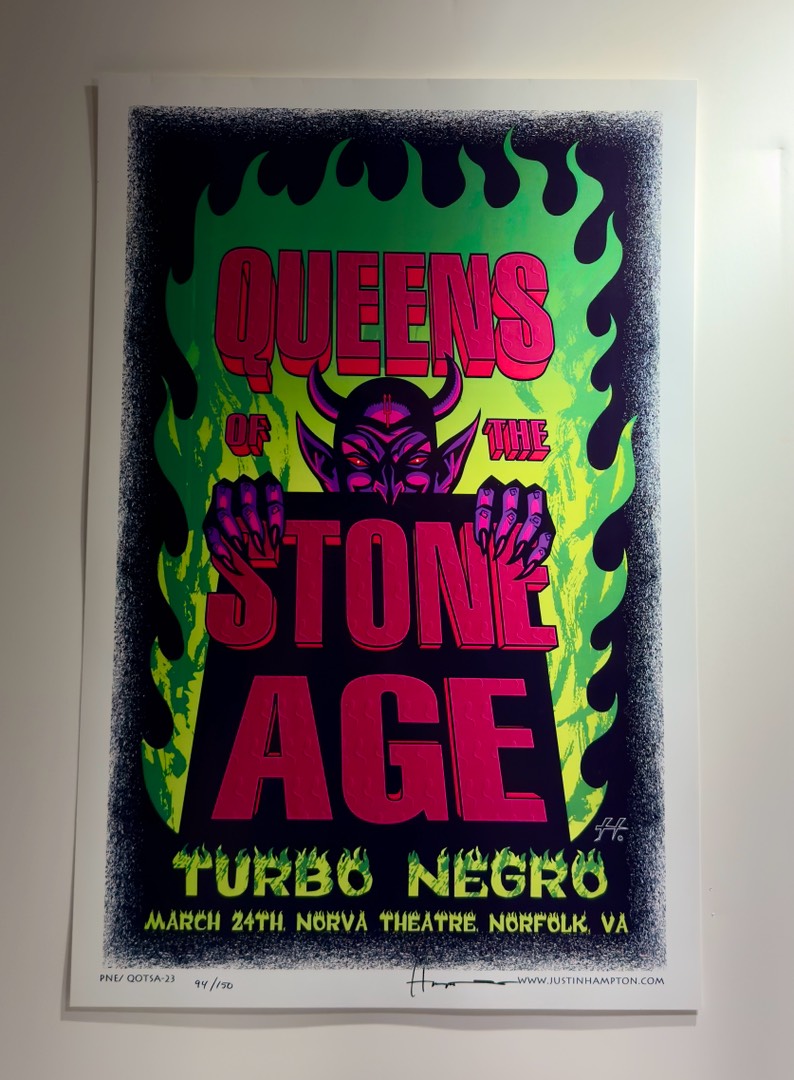 QUEENS
OF THE
STONE
AGE
H.
TURBO NEGRO
MARCH 24TH. NORVA THEATRE. NORFOLK, VA
PNE/ QOTSA-23 94/150 WWW.JUSTINHAMPTON.COM